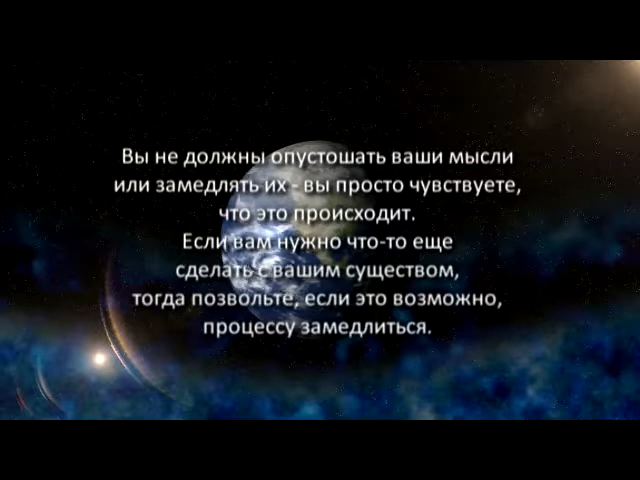 Вы не должны опустошать ваши мысли
или замедлять их - вы просто чувствуете,
что это происходит.
Если вам нужно что-то еще
сделать с вашим существом,
тогда позвольте, если это возможно,
процессу замедлиться.